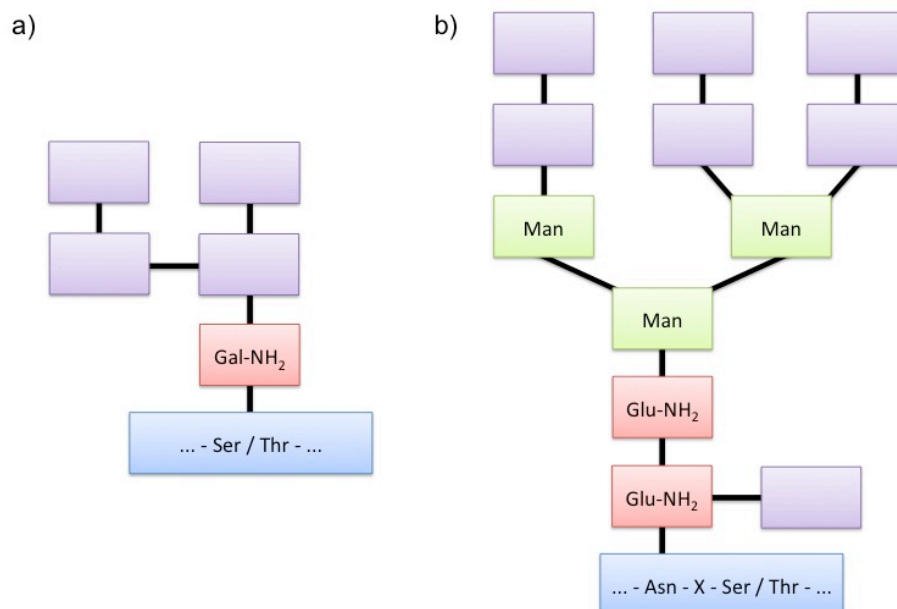 a)
Gal-NH₂
... - Ser / Thr - ...
b)
Man
Man
Man
Glu-NH₂
Glu-NH₂
... - Asn - X - Ser / Thr - ...